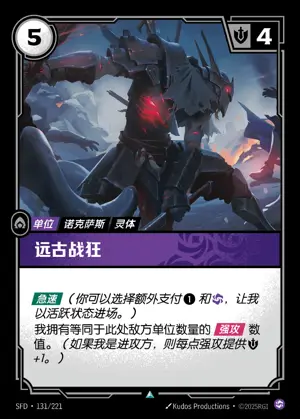 5
4
单位 诺克萨斯 灵体
远古战狂
急速 (你可以选择额外支付❶和 , 让我
以活跃状态进场。)
我拥有等同于此处敌方单位数量的 强攻 数
值。(如果我是进攻方，则每点强攻提供
+1。)
SFD • 131/221
Kudos Productions
©2025RGI